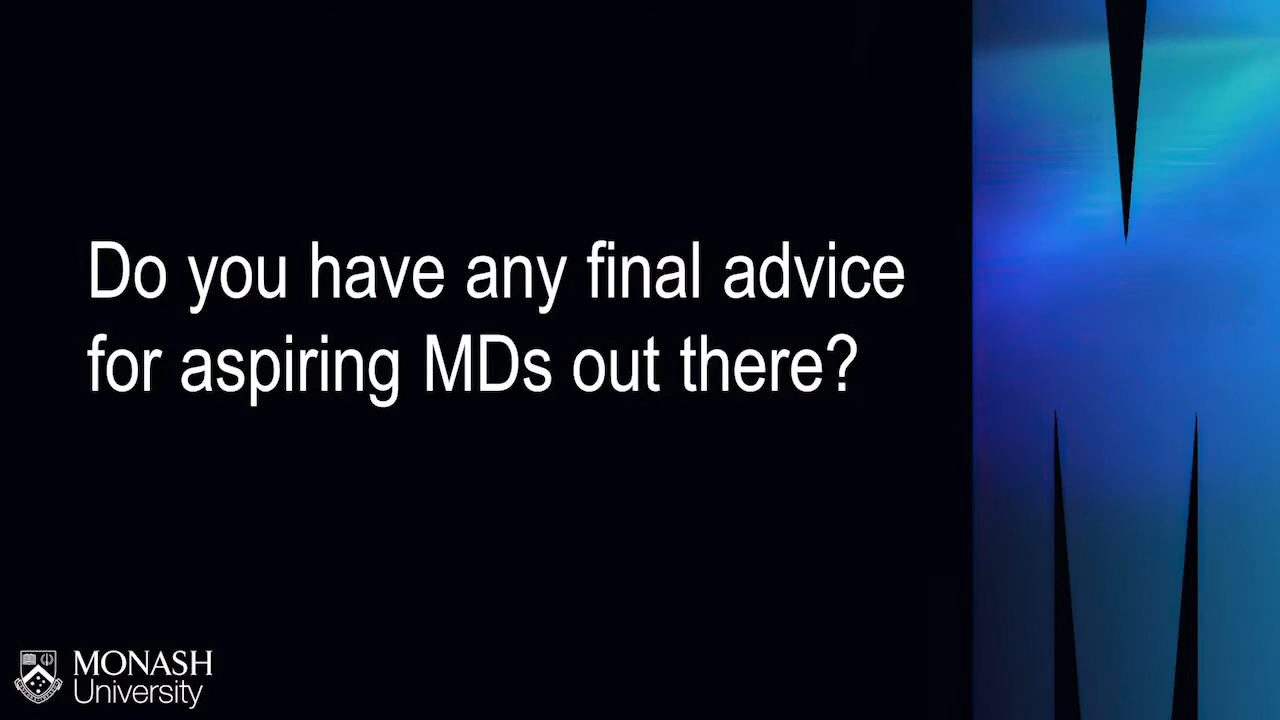 Do you have any final advice
for aspiring MDs out there?
MONASH
University